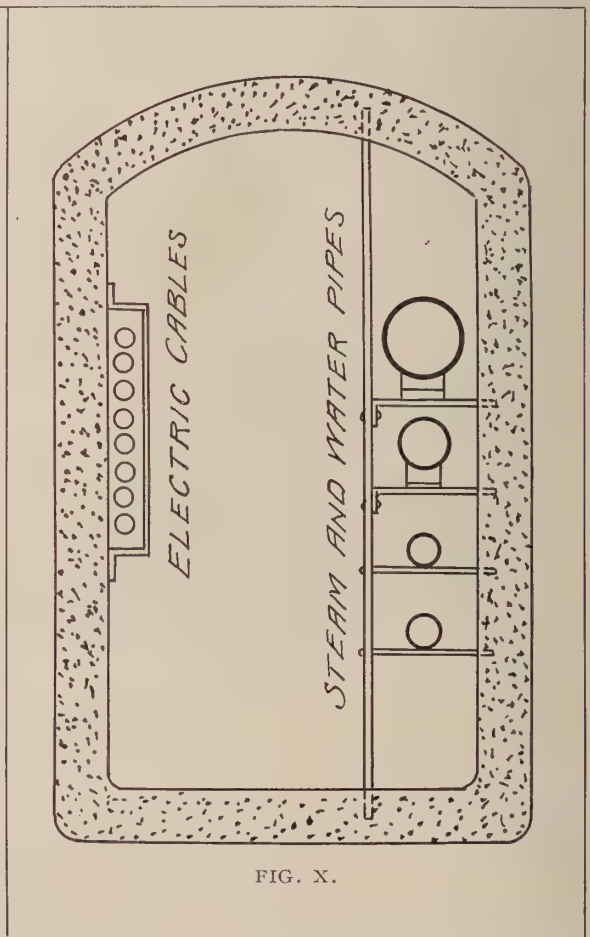 ELECTRIC CABLES
STEAM AND WATER PIPES
FIG. X.